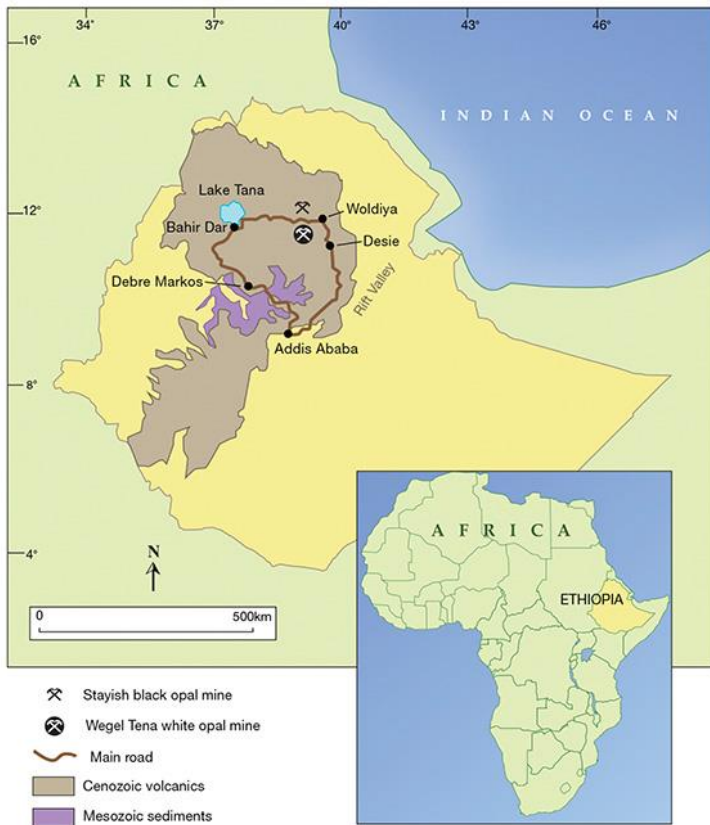 34°
37°
40°
43°
46°
16°
AFRICA
INDIAN OCEAN
Lake Tana
12°
Woldiya
Bahir Dar
Desie
Debre Markos
Rift Valley
Addis Ababa
8°
4°
N
0 500km
AFRICA
ETHIOPIA
Stayish black opal mine
Wegel Tena white opal mine
Main road
Cenozoic volcanics
Mesozoic sediments